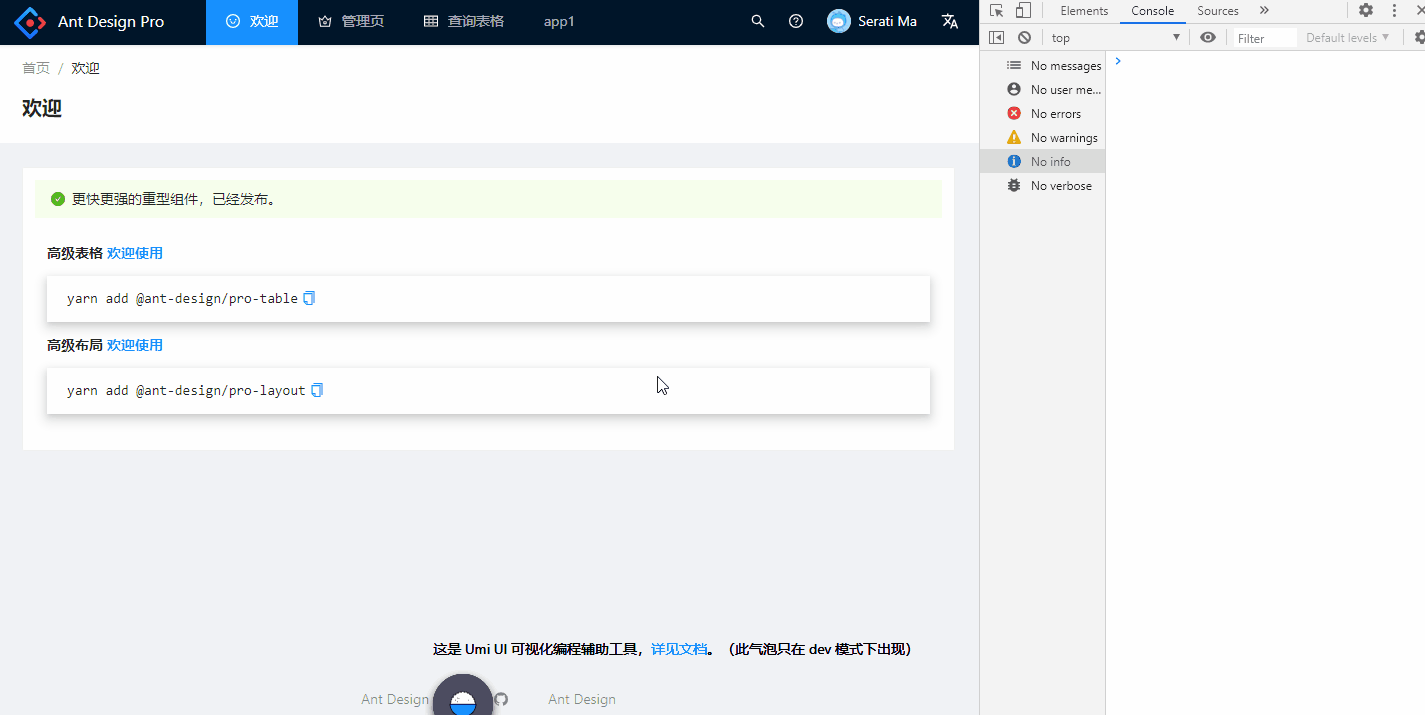 Ant Design Pro 欢迎 管理页 查询表格 app1 Serati Ma
首页 / 欢迎
欢迎
更快更强的重型组件，已经发布。
高级表格 欢迎使用
yarn add @ant-design/pro-table
高级布局 欢迎使用
yarn add @ant-design/pro-layout
这是 Umi UI 可视化编程辅助工具，详见文档。（此气泡只在 dev 模式下出现）
Ant Design Ant Design
Elements Console Sources »
top Filter Default levels
No messages
No user me...
No errors
No warnings
No info
No verbose